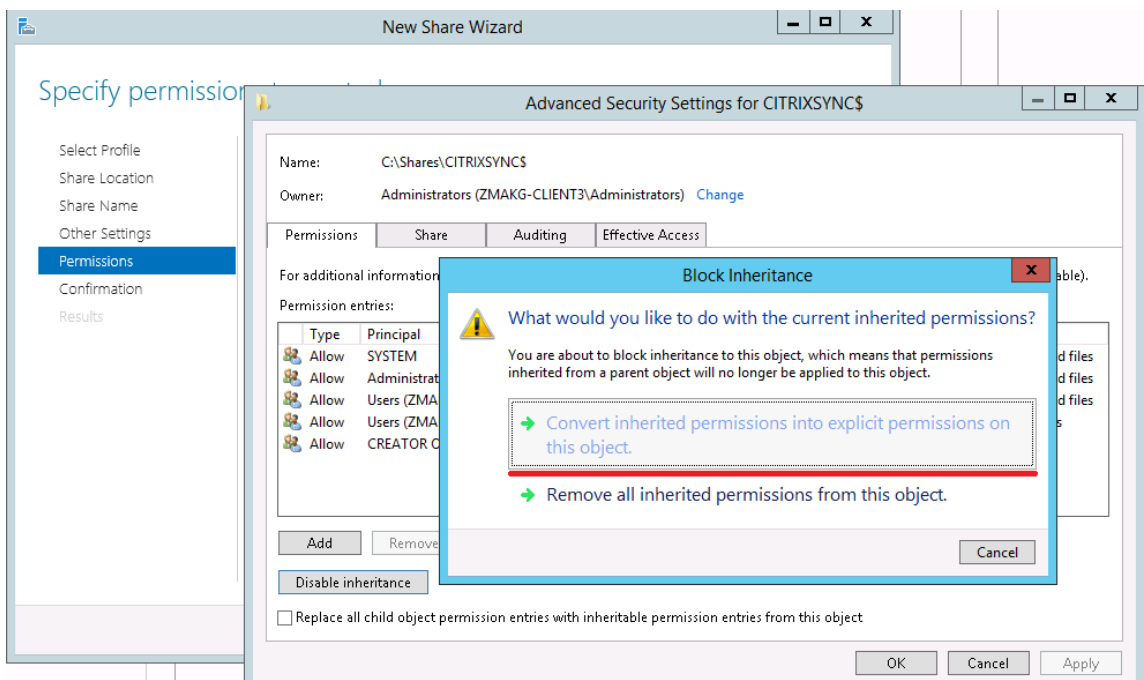 New Share Wizard
Specify permission
Select Profile
Share Location
Share Name
Other Settings
Permissions
Confirmation
Results
Advanced Security Settings for CITRIXSYNC$
Name: C:\Shares\CITRIXSYNC$
Owner: Administrators (ZMAKG-CLIENT3\Administrators) Change
Permissions Share Auditing Effective Access
For additional information
able).
Permission entries:
Type Principal
Allow SYSTEM
d files
Allow Administrat
d files
Allow Users (ZMA
d files
Allow Users (ZMA
s
Allow CREATOR O
Add Remove
Disable inheritance
Replace all child object permission entries with inheritable permission entries from this object
OK Cancel Apply
Block Inheritance
What would you like to do with the current inherited permissions?
You are about to block inheritance to this object, which means that permissions
inherited from a parent object will no longer be applied to this object.
Convert inherited permissions into explicit permissions on
this object.
Remove all inherited permissions from this object.
Cancel